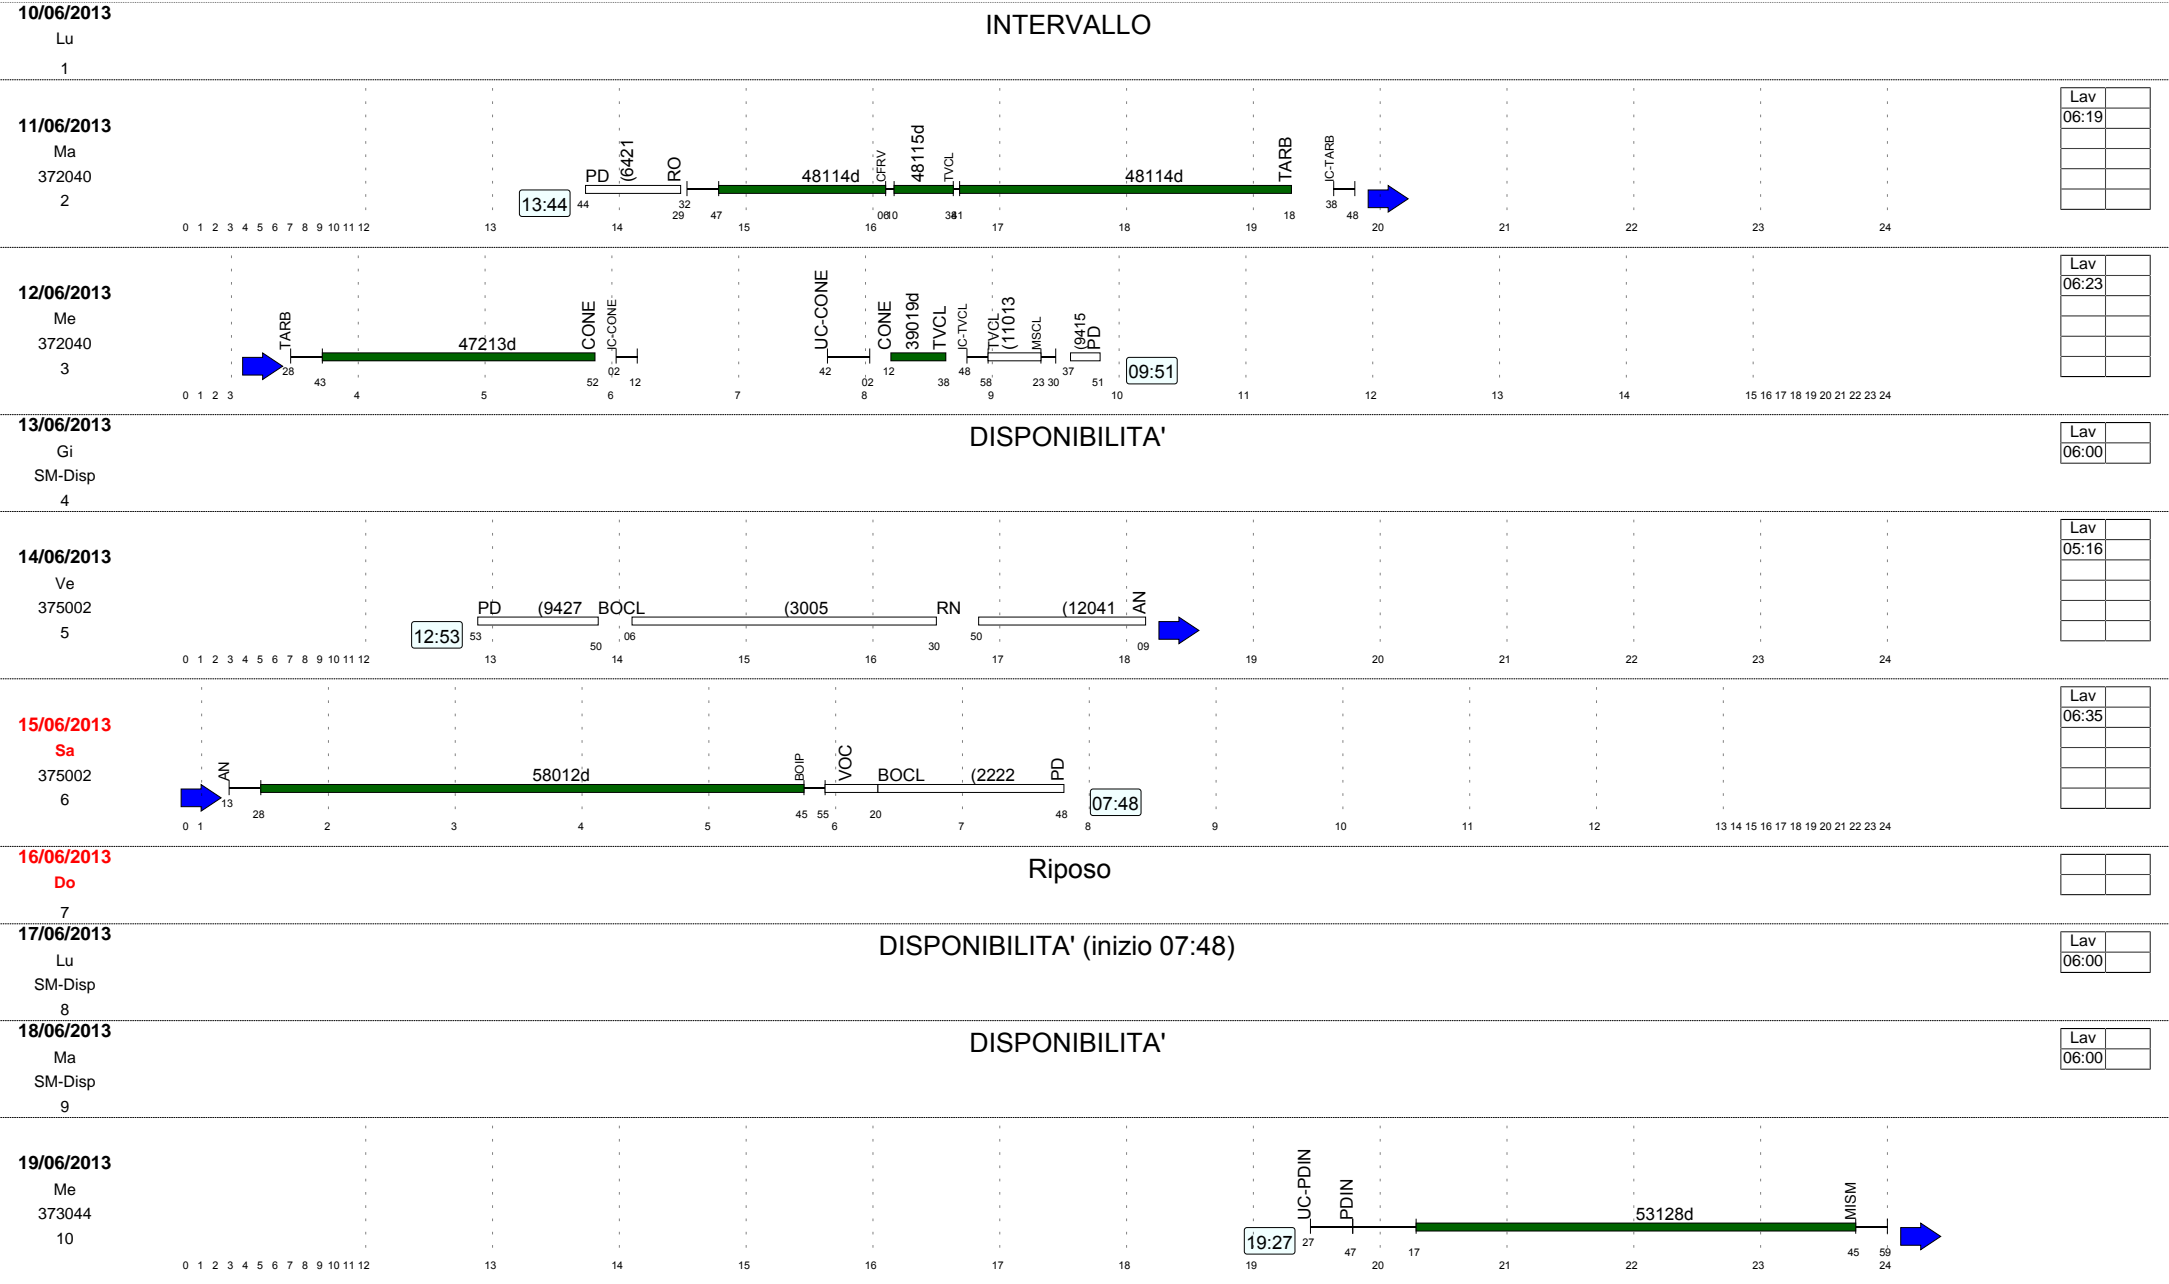 10/06/2013
Lu
1
INTERVALLO
11/06/2013
Ma
372040
2
13:44
PD (6421 RO 48114d CFRV 48115d TVCL 48114d TARB IC-TARB
44 29 32 47 06 10 38 41 18 38 48
0 1 2 3 4 5 6 7 8 9 10 11 12 13 14 15 16 17 18 19 20 21 22 23 24
Lav
06:19
12/06/2013
Me
372040
3
TARB 47213d CONE IC-CONE UC-CONE CONE 39019d TVCL IC-TVCL TVCL (11013 MSCL (9415 PD
28 43 52 02 12 42 02 12 38 48 58 23 30 37 51
09:51
0 1 2 3 4 5 6 7 8 9 10 11 12 13 14 15 16 17 18 19 20 21 22 23 24
Lav
06:23
13/06/2013
Gi
SM-Disp
4
DISPONIBILITA'
Lav
06:00
14/06/2013
Ve
375002
5
12:53
PD (9427 BOCL (3005 RN (12041 AN
53 50 06 30 50 09
0 1 2 3 4 5 6 7 8 9 10 11 12 13 14 15 16 17 18 19 20 21 22 23 24
Lav
05:16
15/06/2013
Sa
375002
6
AN 58012d BOIP VOC BOCL (2222 PD
13 28 45 55 20 48
07:48
0 1 2 3 4 5 6 7 8 9 10 11 12 13 14 15 16 17 18 19 20 21 22 23 24
Lav
06:35
16/06/2013
Do
7
Riposo
17/06/2013
Lu
SM-Disp
8
DISPONIBILITA' (inizio 07:48)
Lav
06:00
18/06/2013
Ma
SM-Disp
9
DISPONIBILITA'
Lav
06:00
19/06/2013
Me
373044
10
19:27
UC-PDIN PDIN 53128d MISM
27 47 17 45 59
0 1 2 3 4 5 6 7 8 9 10 11 12 13 14 15 16 17 18 19 20 21 22 23 24